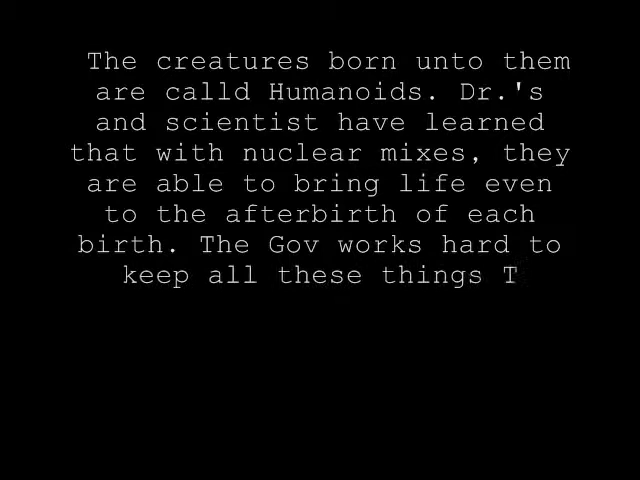 The creatures born unto them
are calld Humanoids. Dr.'s
and scientist have learned
that with nuclear mixes, they
are able to bring life even
to the afterbirth of each
birth. The Gov works hard to
keep all these things T